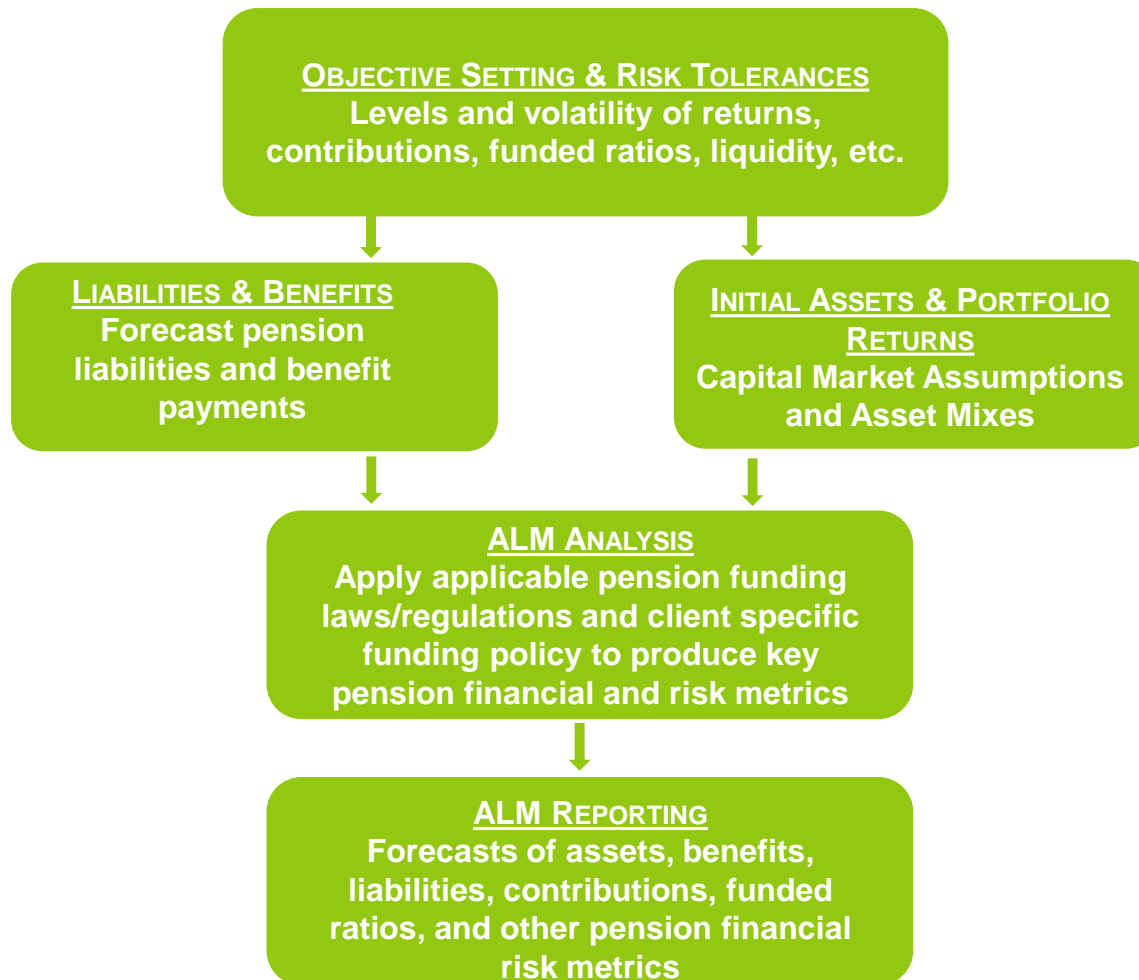 OBJECTIVE SETTING & RISK TOLERANCES
Levels and volatility of returns,
contributions, funded ratios, liquidity, etc.
LIABILITIES & BENEFITS
Forecast pension
liabilities and benefit
payments
INITIAL ASSETS & PORTFOLIO
RETURNS
Capital Market Assumptions
and Asset Mixes
ALM ANALYSIS
Apply applicable pension funding
laws/regulations and client specific
funding policy to produce key
pension financial and risk metrics
ALM REPORTING
Forecasts of assets, benefits,
liabilities, contributions, funded
ratios, and other pension financial
risk metrics